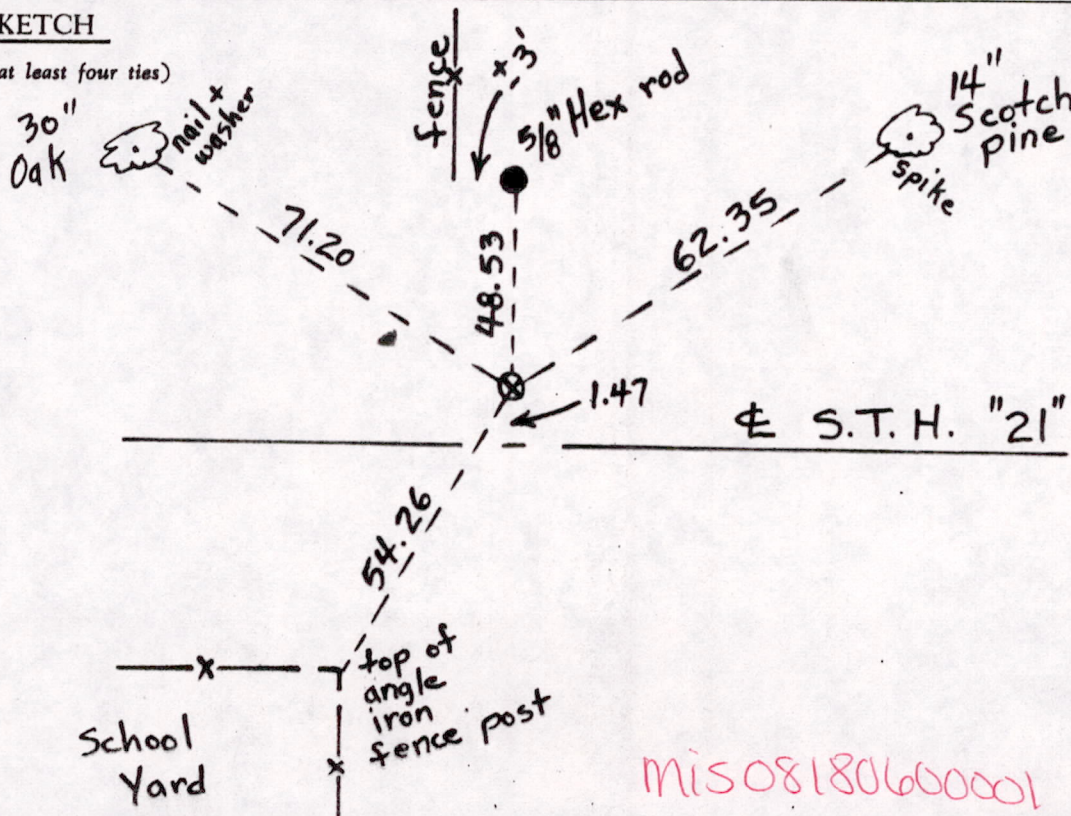 KETCH
at least four ties)
30"
Oak
nail +
washer
fence
± 3'
5/8" Hex rod
14"
Scotch
pine
spike
71.20
48.53
62.35
1.47
℄ S.T.H. "21"
54.26
top of
angle
iron
fence post
School
Yard
mis08180600001